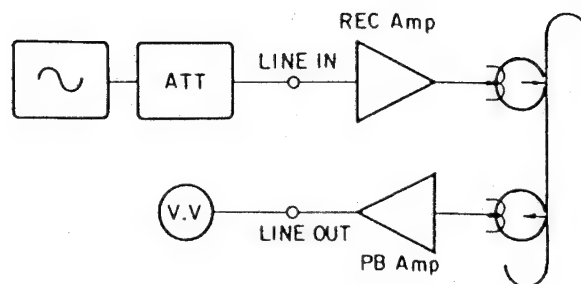 REC Amp
LINE IN
ATT
V.V
LINE OUT
PB Amp